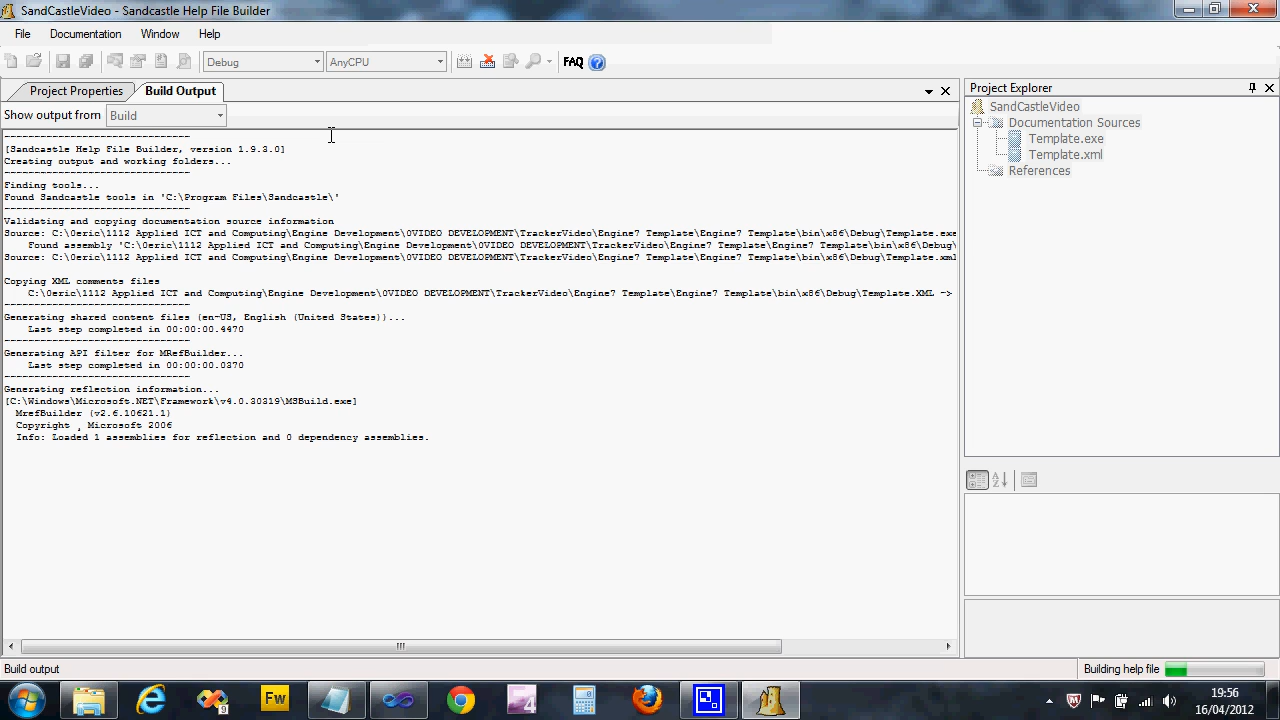 SandCastleVideo - Sandcastle Help File Builder
File Documentation Window Help
Debug AnyCPU FAQ
Project Properties Build Output
Show output from Build
-------------------------------
[Sandcastle Help File Builder, version 1.9.3.0]
Creating output and working folders...
-------------------------------
Finding tools...
Found Sandcastle tools in 'C:\Program Files\Sandcastle\'
-------------------------------
Validating and copying documentation source information
Source: C:\0eric\1112 Applied ICT and Computing\Engine Development\0VIDEO DEVELOPMENT\TrackerVideo\Engine7 Template\Engine7 Template\bin\x86\Debug\Template.exe
Found assembly 'C:\0eric\1112 Applied ICT and Computing\Engine Development\0VIDEO DEVELOPMENT\TrackerVideo\Engine7 Template\Engine7 Template\bin\x86\Debug\
Source: C:\0eric\1112 Applied ICT and Computing\Engine Development\0VIDEO DEVELOPMENT\TrackerVideo\Engine7 Template\Engine7 Template\bin\x86\Debug\Template.xml
Copying XML comments files
C:\0eric\1112 Applied ICT and Computing\Engine Development\0VIDEO DEVELOPMENT\TrackerVideo\Engine7 Template\Engine7 Template\bin\x86\Debug\Template.XML ->
-------------------------------
Generating shared content files (en-US, English (United States))...
Last step completed in 00:00:00.4470
-------------------------------
Generating API filter for MRefBuilder...
Last step completed in 00:00:00.0370
-------------------------------
Generating reflection information...
[C:\Windows\Microsoft.NET\Framework\v4.0.30319\MSBuild.exe]
MrefBuilder (v2.6.10621.1)
Copyright , Microsoft 2006
Info: Loaded 1 assemblies for reflection and 0 dependency assemblies.
Project Explorer
SandCastleVideo
Documentation Sources
Template.exe
Template.xml
References
Build output
Building help file
Fw
4
19:56
16/04/2012